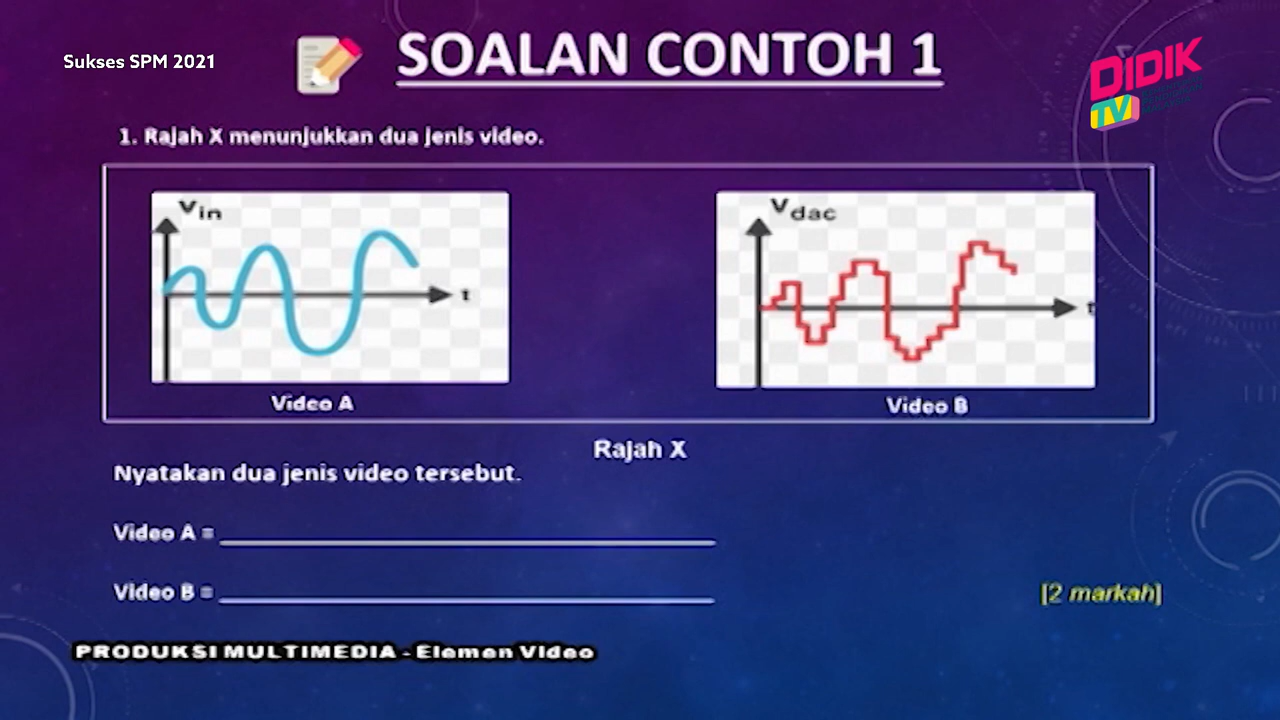 Sukses SPM 2021
SOALAN CONTOH 1
DIDIK
TV
1. Rajah X menunjukkan dua jenis video.
Vin
t
Video A
Vdac
t
Video B
Rajah X
Nyatakan dua jenis video tersebut.
Video A =
Video B =
[2 markah]
PRODUKSI MULTIMEDIA - Elemen Video